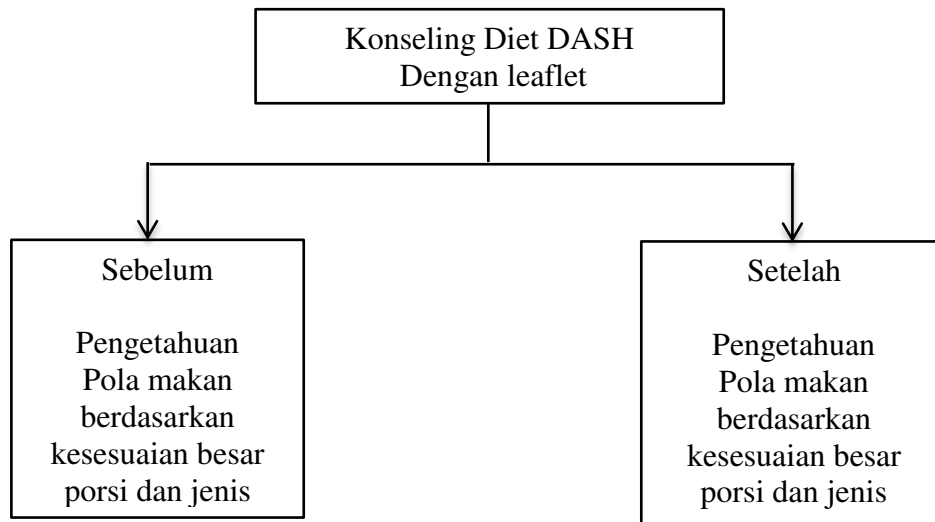 Konseling Diet DASH
Dengan leaflet
Sebelum
Pengetahuan
Pola makan
berdasarkan
kesesuaian besar
porsi dan jenis
Setelah
Pengetahuan
Pola makan
berdasarkan
kesesuaian besar
porsi dan jenis